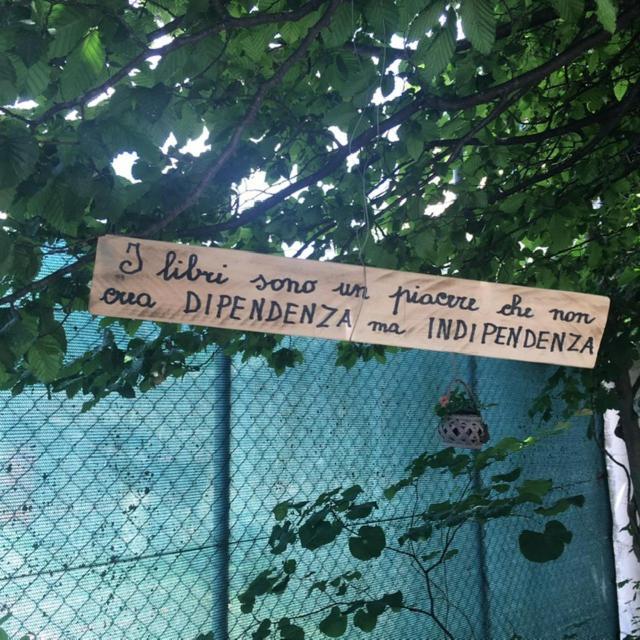 I libri sono un piacere che non
crea DIPENDENZA ma INDIPENDENZA